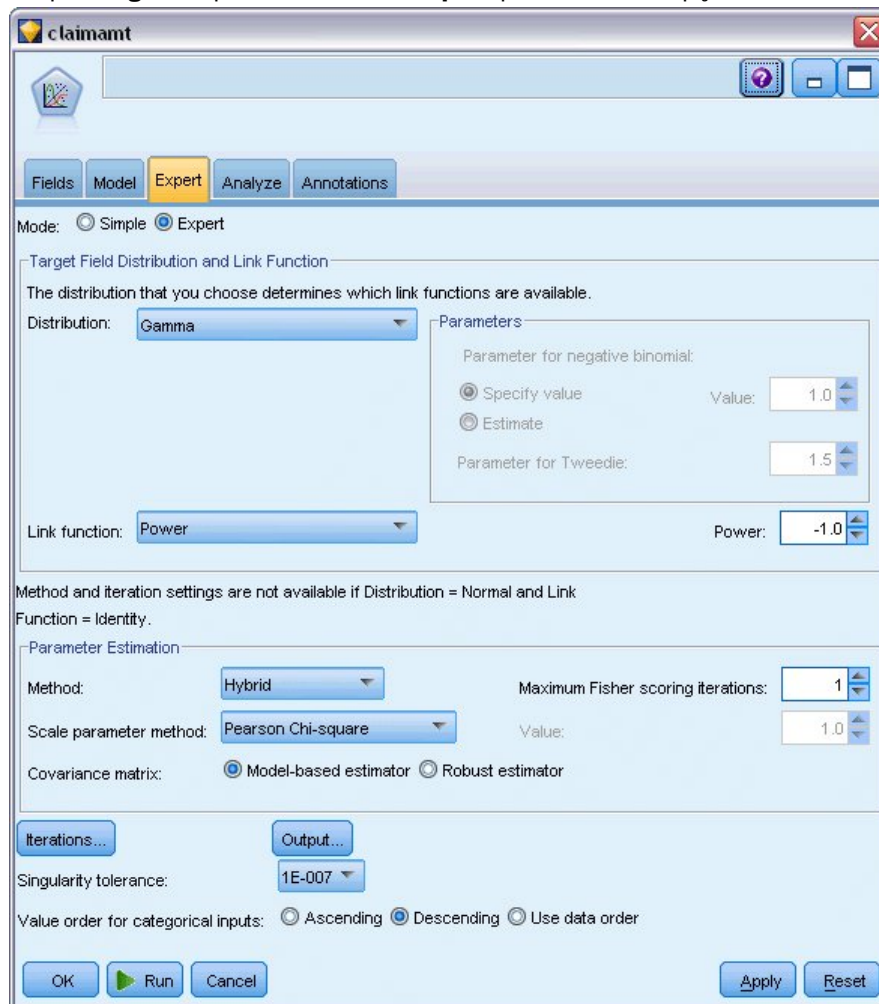 claimamt
Fields Model Expert Analyze Annotations
Mode: Simple Expert
Target Field Distribution and Link Function
The distribution that you choose determines which link functions are available.
Distribution: Gamma
Parameters
Parameter for negative binomial:
Specify value Value: 1.0
Estimate
Parameter for Tweedie: 1.5
Link function: Power Power: -1.0
Method and iteration settings are not available if Distribution = Normal and Link
Function = Identity.
Parameter Estimation
Method: Hybrid Maximum Fisher scoring iterations: 1
Scale parameter method: Pearson Chi-square Value: 1.0
Covariance matrix: Model-based estimator Robust estimator
Iterations... Output...
Singularity tolerance: 1E-007
Value order for categorical inputs: Ascending Descending Use data order
OK Run Cancel Apply Reset